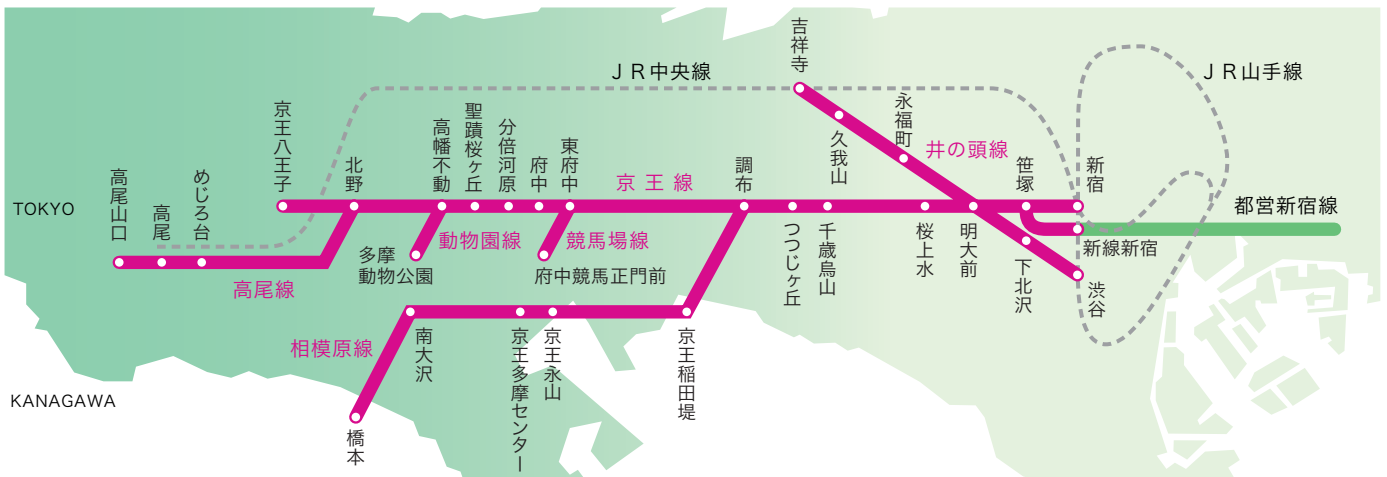 吉祥寺
ＪＲ中央線
ＪＲ山手線
京王八王子
北野
高幡不動
聖蹟桜ヶ丘
分倍河原
府中
東府中
京王線
調布
久我山
永福町
井の頭線
笹塚
新宿
高尾山口
高尾
めじろ台
TOKYO
都営新宿線
多摩
動物公園
動物園線
競馬場線
府中競馬正門前
つつじヶ丘
千歳烏山
桜上水
明大前
下北沢
新線新宿
渋谷
高尾線
相模原線
南大沢
京王多摩センター
京王永山
京王稲田堤
KANAGAWA
橋本